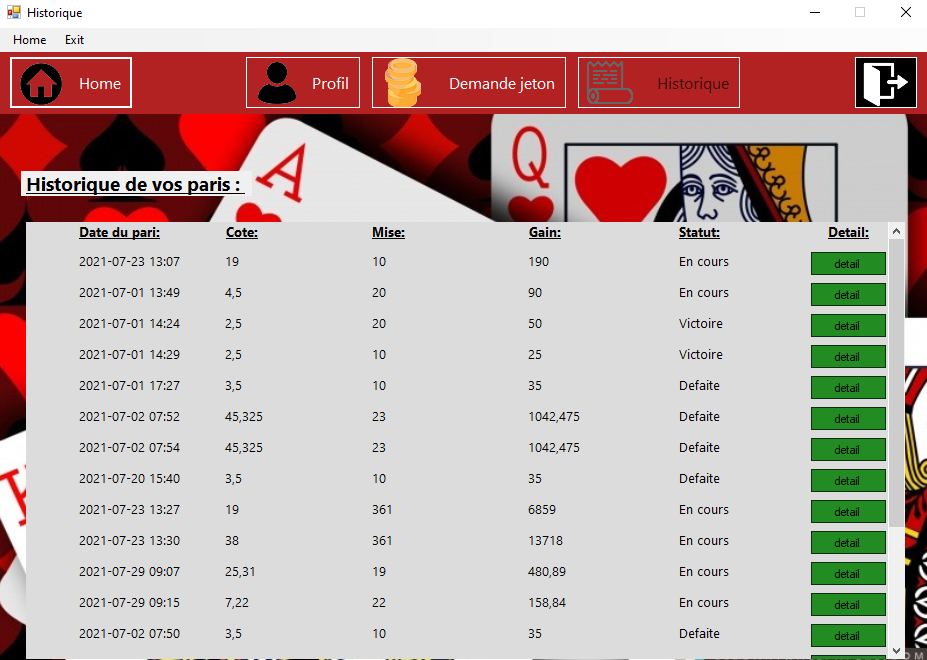 Historique
Home Exit
Home Profil Demande jeton Historique
A
Q
Historique de vos paris :
Date du pari: Cote: Mise: Gain: Statut: Detail:
2021-07-23 13:07 19 10 190 En cours detail
2021-07-01 13:49 4,5 20 90 En cours detail
2021-07-01 14:24 2,5 20 50 Victoire detail
2021-07-01 14:29 2,5 10 25 Victoire detail
2021-07-01 17:27 3,5 10 35 Defaite detail
2021-07-02 07:52 45,325 23 1042,475 Defaite detail
2021-07-02 07:54 45,325 23 1042,475 Defaite detail
2021-07-20 15:40 3,5 10 35 Defaite detail
2021-07-23 13:27 19 361 6859 En cours detail
2021-07-23 13:30 38 361 13718 En cours detail
2021-07-29 09:07 25,31 19 480,89 En cours detail
2021-07-29 09:15 7,22 22 158,84 En cours detail
2021-07-02 07:50 3,5 10 35 Defaite detail